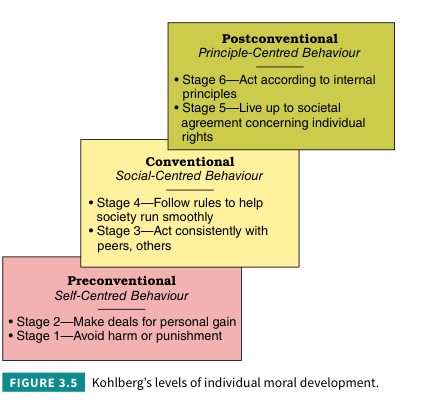 Postconventional
Principle-Centred Behaviour
• Stage 6—Act according to internal
principles
• Stage 5—Live up to societal
agreement concerning individual
rights
Conventional
Social-Centred Behaviour
• Stage 4—Follow rules to help
society run smoothly
• Stage 3—Act consistently with
peers, others
Preconventional
Self-Centred Behaviour
• Stage 2—Make deals for personal gain
• Stage 1—Avoid harm or punishment
FIGURE 3.5 Kohlberg's levels of individual moral development.